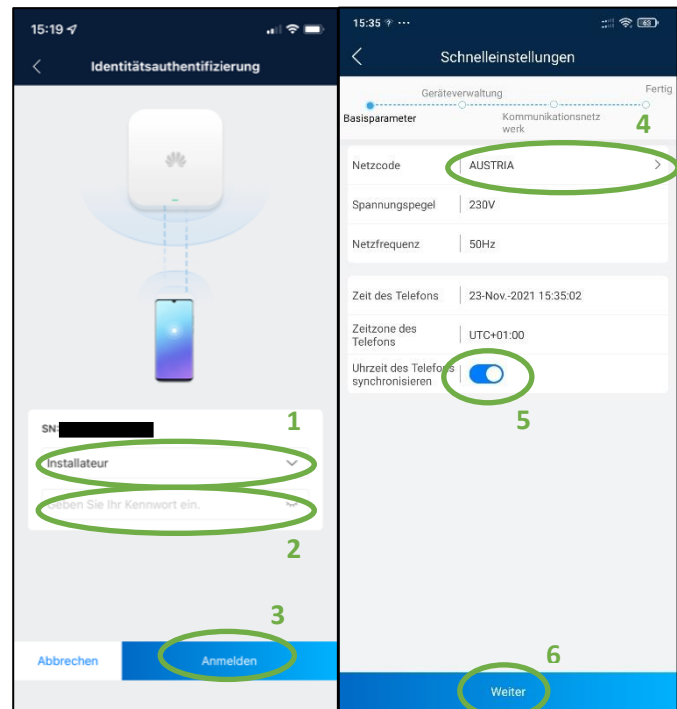 15:19
Identitätsauthentifizierung
SN:
1
Installateur
Geben Sie Ihr Kennwort ein.
2
3
Abbrechen
Anmelden
15:35 ···
63
Schnelleinstellungen
Geräteverwaltung
Fertig
Basisparameter
Kommunikationsnetz
werk
4
Netzcode
AUSTRIA
Spannungspegel
230V
Netzfrequenz
50Hz
Zeit des Telefons
23-Nov.-2021 15:35:02
Zeitzone des
Telefons
UTC+01:00
Uhrzeit des Telefons
synchronisieren
5
6
Weiter